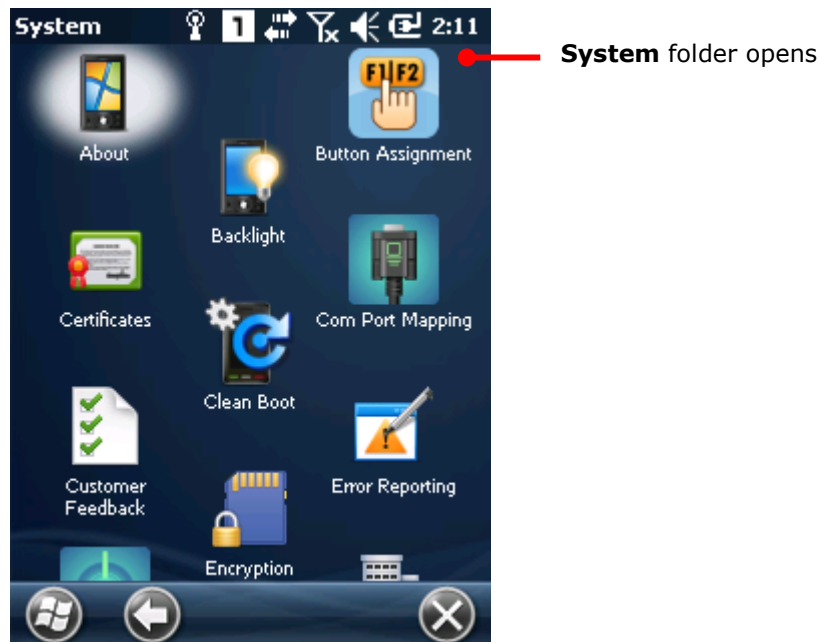 System 1 2:11
System folder opens
F1 F2
About
Button Assignment
Backlight
Certificates
Com Port Mapping
Clean Boot
Customer
Feedback
Error Reporting
Encryption